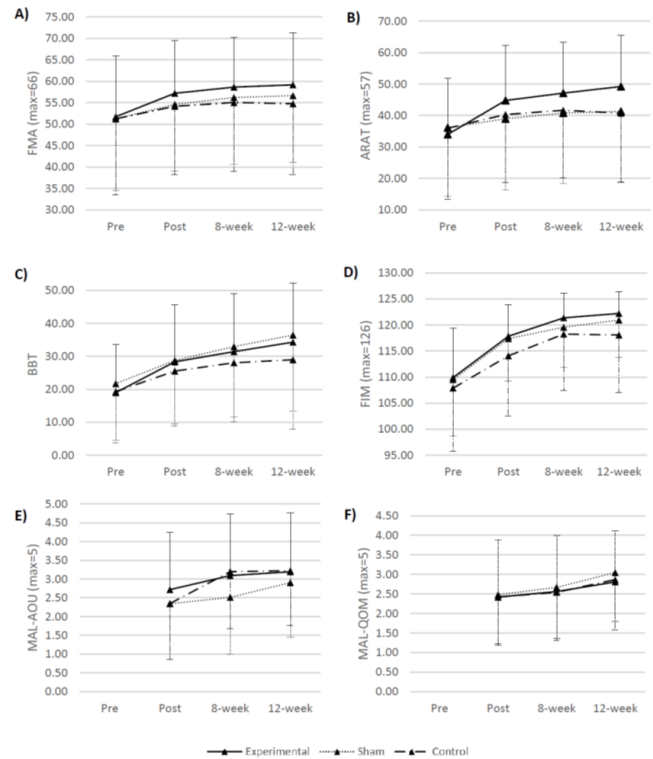 A)
FMA (max=66)
75.00
70.00
65.00
60.00
55.00
50.00
45.00
40.00
35.00
30.00
Pre Post 8-week 12-week
B)
ARAT (max=57)
70.00
60.00
50.00
40.00
30.00
20.00
10.00
Pre Post 8-week 12-week
C)
BBT
50.00
40.00
30.00
20.00
10.00
0.00
Pre Post 8-week 12-week
D)
FIM (max=126)
130.00
125.00
120.00
115.00
110.00
105.00
100.00
95.00
Pre Post 8-week 12-week
E)
MAL-AOU (max=5)
5.00
4.50
4.00
3.50
3.00
2.50
2.00
1.50
1.00
0.50
0.00
Pre Post 8-week 12-week
F)
MAL-QOM (max=5)
4.50
4.00
3.50
3.00
2.50
2.00
1.50
1.00
0.50
0.00
Pre Post 8-week 12-week
Experimental Sham Control